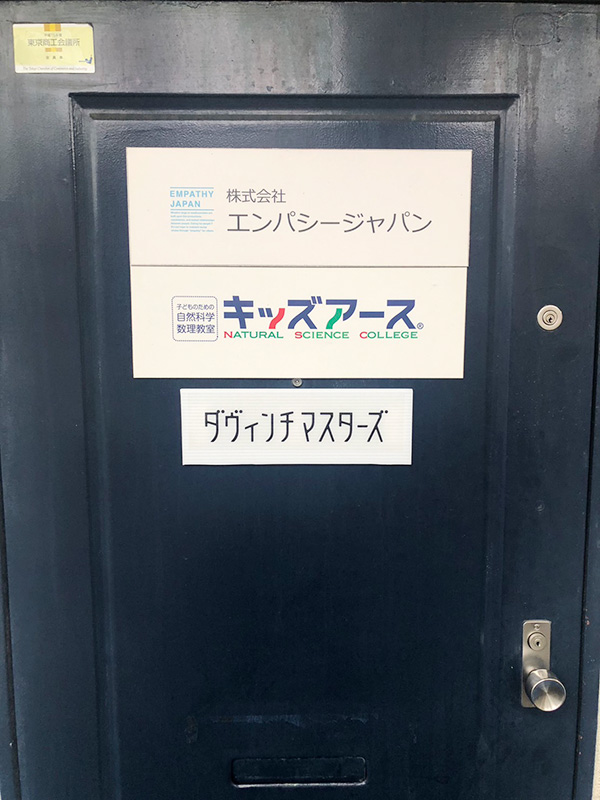 東京商工会議所
会員
EMPATHY
JAPAN
株式会社
エンパシージャパン
子どものための
自然科学
数理教室
キッズアース®
NATURAL SCIENCE COLLEGE
ダヴィンチマスターズ